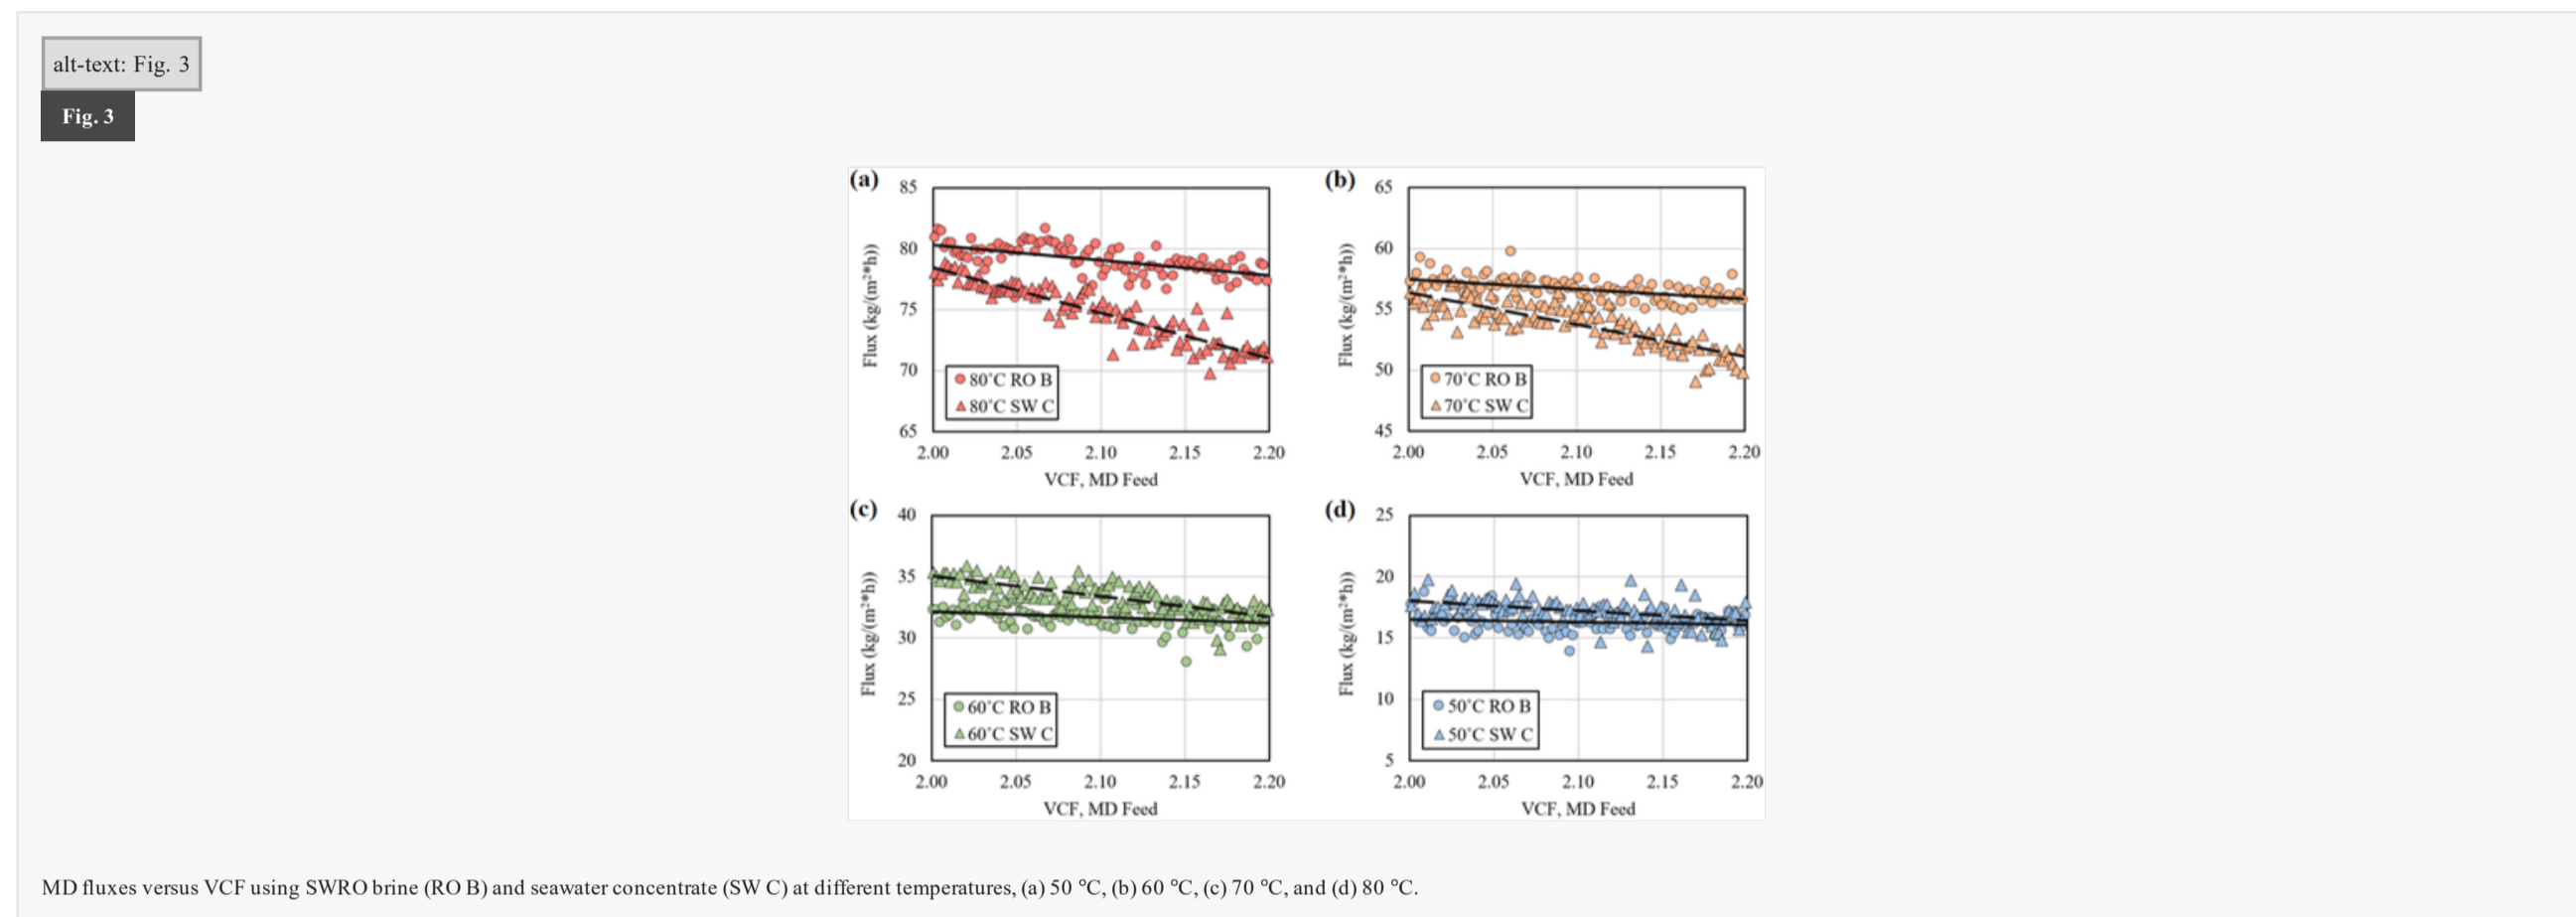 alt-text: Fig. 3
Fig. 3
(a)
85
80
75
70
65
Flux (kg/(m²*h))
80°C RO B
80°C SW C
2.00 2.05 2.10 2.15 2.20
VCF, MD Feed
(b)
65
60
55
50
45
Flux (kg/(m²*h))
70°C RO B
70°C SW C
2.00 2.05 2.10 2.15 2.20
VCF, MD Feed
(c)
40
35
30
25
20
Flux (kg/(m²*h))
60°C RO B
60°C SW C
2.00 2.05 2.10 2.15 2.20
VCF, MD Feed
(d)
25
20
15
10
5
Flux (kg/(m²*h))
50°C RO B
50°C SW C
2.00 2.05 2.10 2.15 2.20
VCF, MD Feed
MD fluxes versus VCF using SWRO brine (RO B) and seawater concentrate (SW C) at different temperatures, (a) 50 °C, (b) 60 °C, (c) 70 °C, and (d) 80 °C.